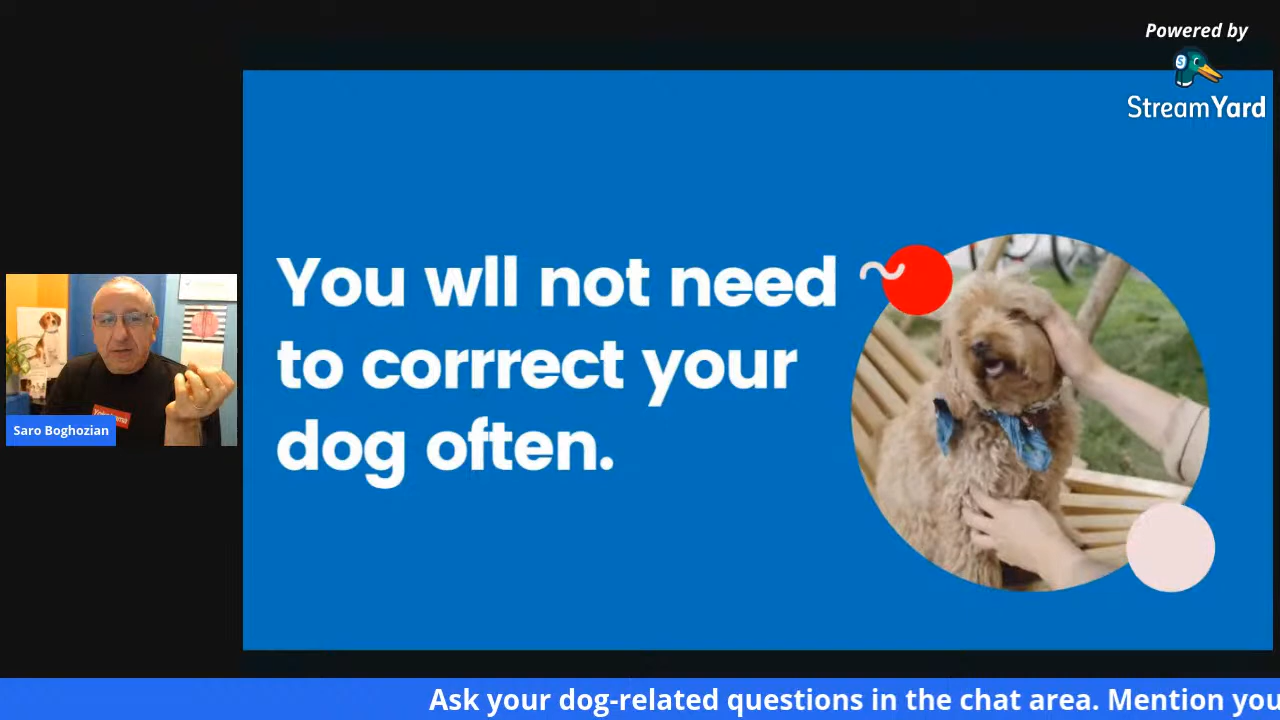 Powered by
StreamYard
You wll not need
to corrrect your
dog often.
Saro Boghozian
Ask your dog-related questions in the chat area. Mention you